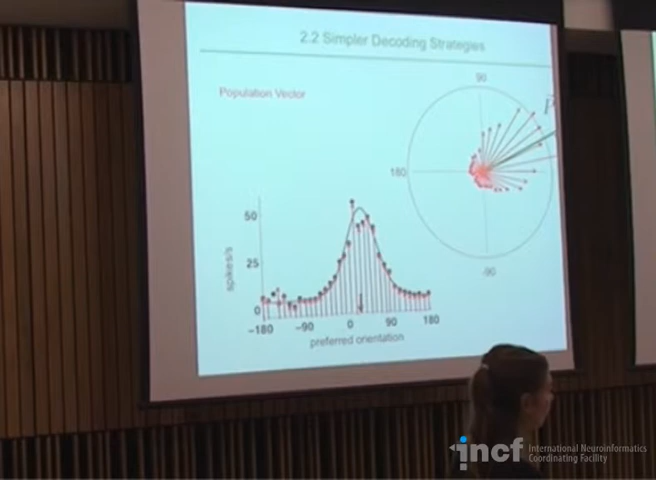 2.2 Simpler Decoding Strategies
Population Vector
90
P
180
-90
50
25
0
spikes/s
-180
-90
0
90
180
preferred orientation
incf
International Neuroinformatics
Coordinating Facility